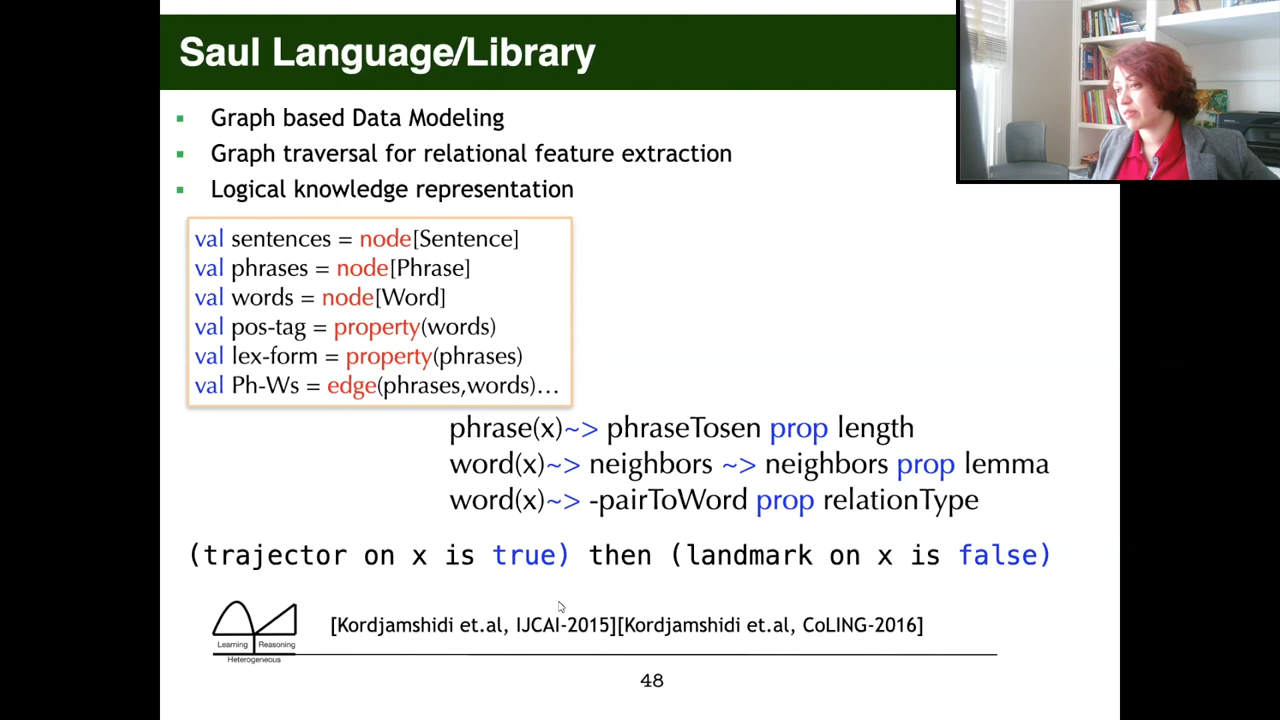 Saul Language/Library
Graph based Data Modeling
Graph traversal for relational feature extraction
Logical knowledge representation
val sentences = node[Sentence]
val phrases = node[Phrase]
val words = node[Word]
val pos-tag = property(words)
val lex-form = property(phrases)
val Ph-Ws = edge(phrases,words)…
phrase(x)~> phraseTosen prop length
word(x)~> neighbors ~> neighbors prop lemma
word(x)~> -pairToWord prop relationType
(trajector on x is true) then (landmark on x is false)
Learning Reasoning
Heterogeneous
[Kordjamshidi et.al, IJCAI-2015][Kordjamshidi et.al, CoLING-2016]
48